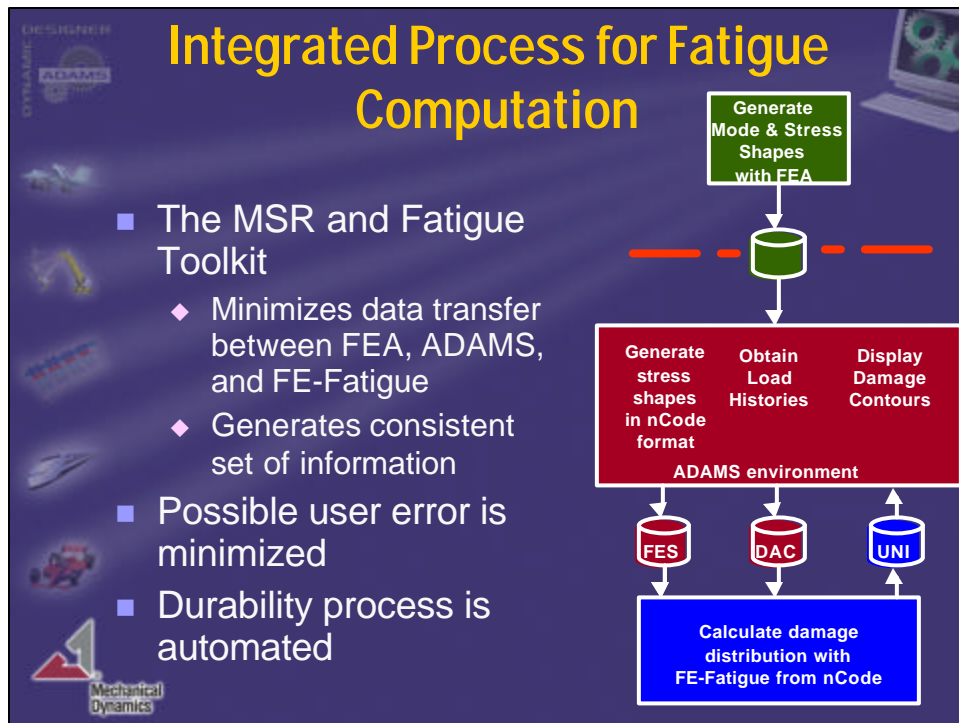 DYNAMIC
DESIGNER
ADAMS
Integrated Process for Fatigue
Computation
The MSR and Fatigue
Toolkit
Minimizes data transfer
between FEA, ADAMS,
and FE-Fatigue
Generates consistent
set of information
Possible user error is
minimized
Durability process is
automated
Mechanical
Dynamics
Generate
Mode & Stress
Shapes
with FEA
Generate
stress
shapes
in nCode
format
Obtain
Load
Histories
Display
Damage
Contours
ADAMS environment
FES
DAC
UNI
Calculate damage
distribution with
FE-Fatigue from nCode